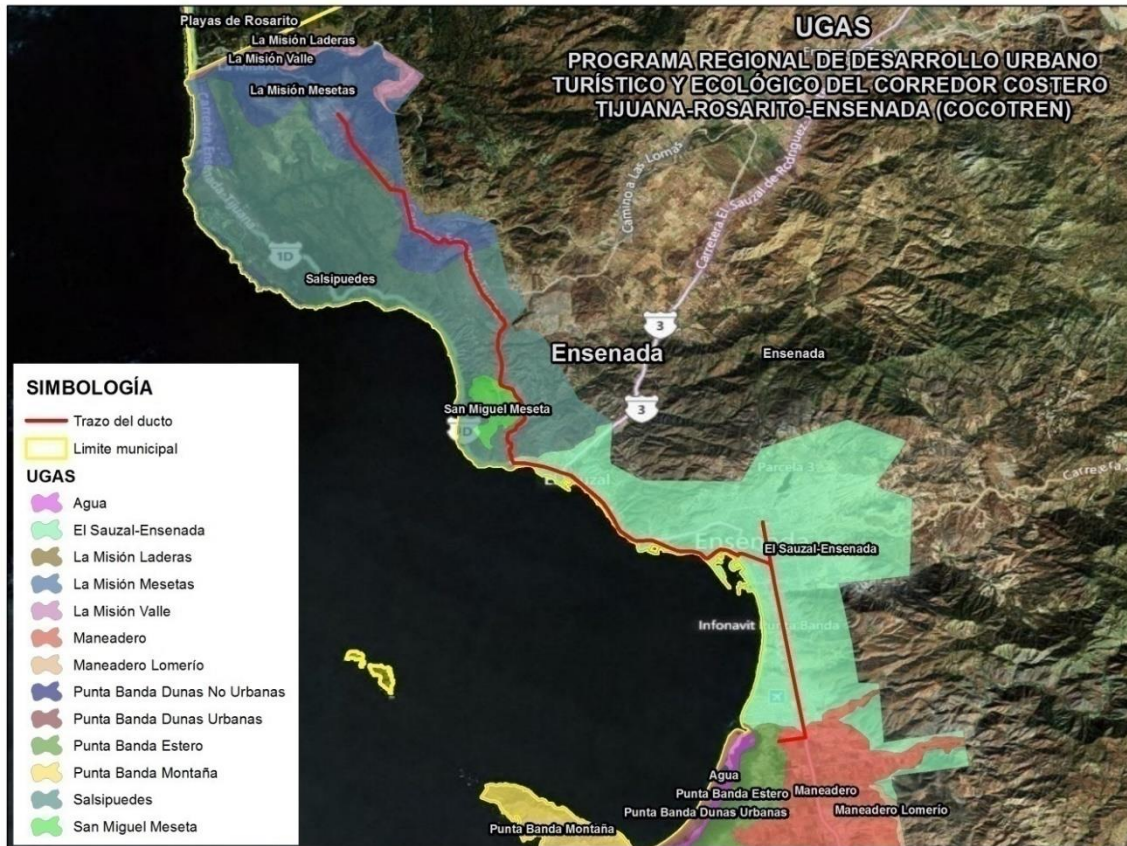 UGAS
PROGRAMA REGIONAL DE DESARROLLO URBANO
TURÍSTICO Y ECOLÓGICO DEL CORREDOR COSTERO
TIJUANA-ROSARITO-ENSENADA (COCOTREN)
Playas de Rosarito
La Misión Laderas
La Misión Valle
La Misión Mesetas
Camino a Las Lomas
Carretera El Sauzal de Rodríguez
1D
Salsipuedes
3
Ensenada
Ensenada
3
San Miguel Meseta
Parcela 3
Carretera
Ensenada
El Sauzal-Ensenada
Infonavit Punta Banda
Agua
Punta Banda Estero
Maneadero
Punta Banda Dunas Urbanas
Maneadero Lomerío
Punta Banda Montaña
SIMBOLOGÍA
Trazo del ducto
Limite municipal
UGAS
Agua
El Sauzal-Ensenada
La Misión Laderas
La Misión Mesetas
La Misión Valle
Maneadero
Maneadero Lomerío
Punta Banda Dunas No Urbanas
Punta Banda Dunas Urbanas
Punta Banda Estero
Punta Banda Montaña
Salsipuedes
San Miguel Meseta